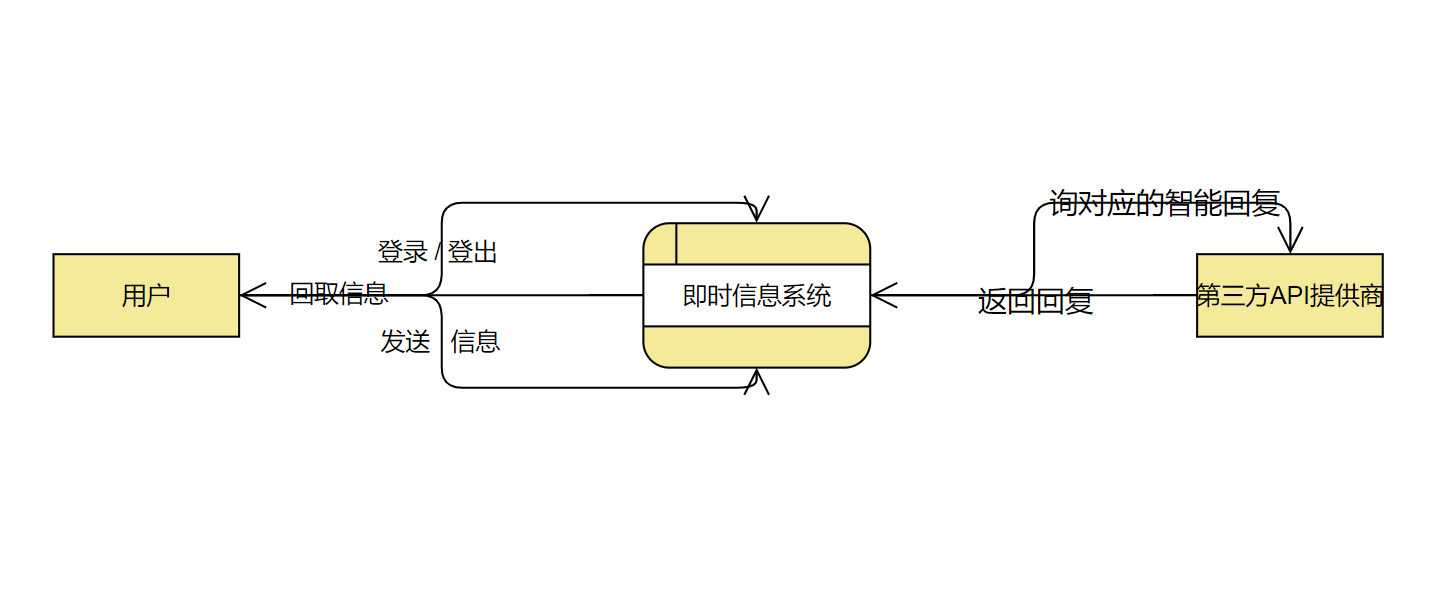 询对应的智能回复
登录 / 登出
用户
回取信息
即时信息系统
返回回复
第三方API提供商
发送 信息